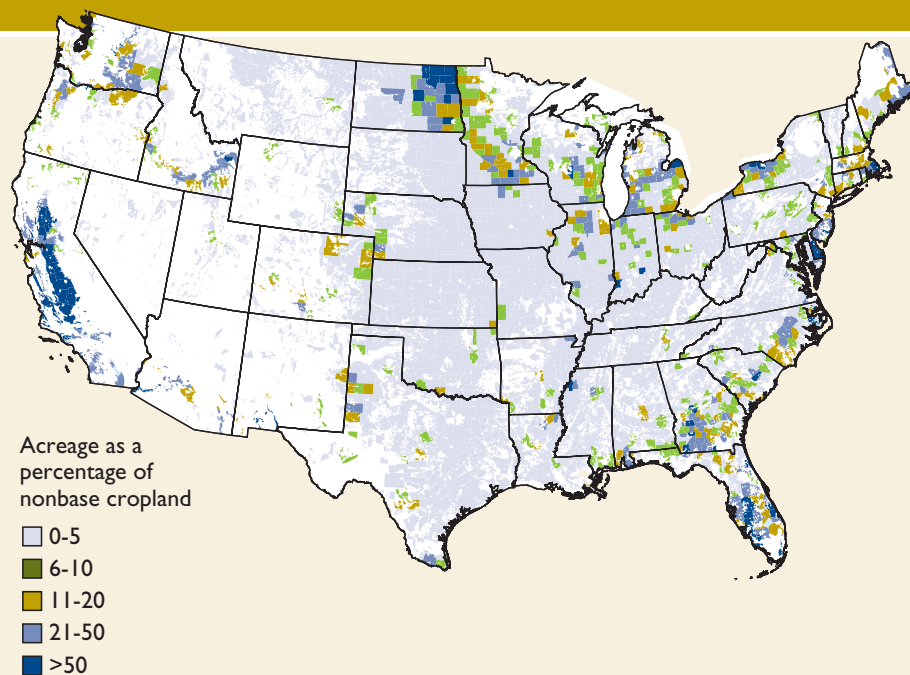 Acreage as a
percentage of
nonbase cropland
0-5
6-10
11-20
21-50
>50